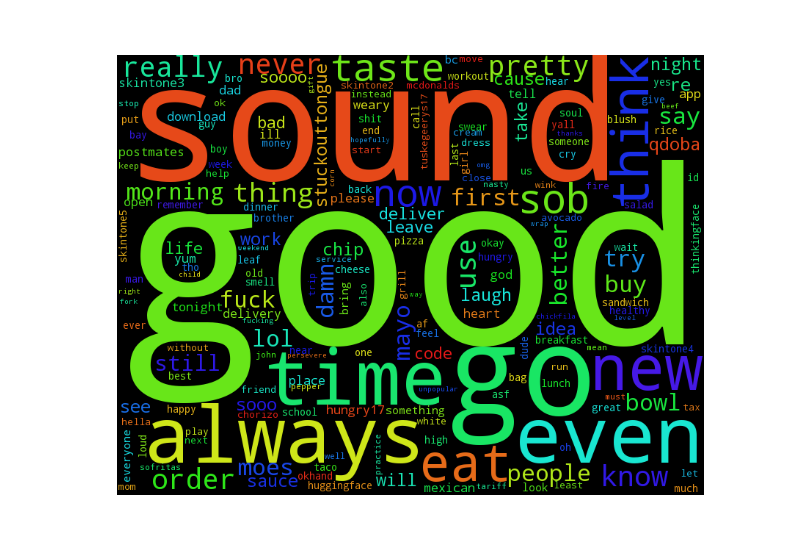 really never taste pretty night
skintone3 bro soooo cause bc move re
sound think
dad gift instead skintone2 workout mcdonalds hear yes app
stop ok weary tell give
put download guy bad shit call swear cream take soul blush say
bay ill end tuskegeerys17 dress yall someone rice qdoba
postmates boy money hopefully start last girl thanks beef
keep week help stuckouttongue corn please close ong us cry
morning thing back now nasty first wink sob fire id
open remember dinner deliver avocado salad
skintone5 brother leave wrap thinkingface
good
life work chip pizza use okay better wait try
yum tho leaf service cheese hungry god
man child old weekend damn trip also grill laugh buy
right smell bring way healthy sandwich
fork tonight fuck delivery heart chickfila level
ever fucking mayo af feel idea
without lol john near one code dude breakfast mean skintone4
still persevere run new
best place time go
happy friend pepper unpopular bag asf lunch must
see sooo school hungry17 something great bowl tax
hella chorizo white
always even
everyone loud play next high oh
sofritas moes well taco practice eat people know let
mom order sauce okhand huggingface will mexican tariff look least much